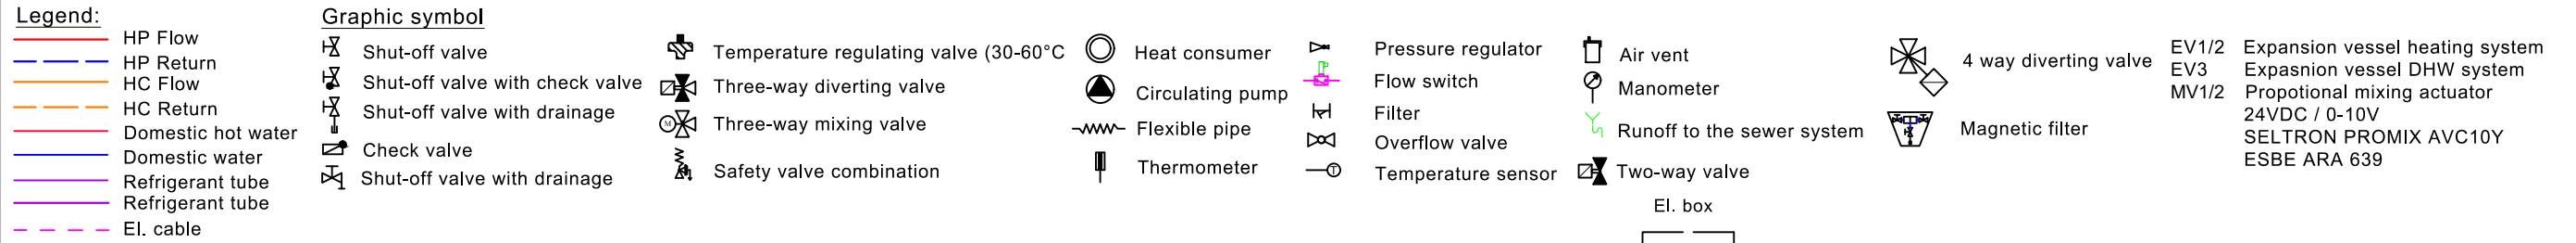 Legend:
HP Flow
HP Return
HC Flow
HC Return
Domestic hot water
Domestic water
Refrigerant tube
Refrigerant tube
El. cable
Graphic symbol
Shut-off valve
Shut-off valve with check valve
Shut-off valve with drainage
Check valve
Shut-off valve with drainage
Temperature regulating valve (30-60°C
Three-way diverting valve
M Three-way mixing valve
Safety valve combination
Heat consumer
Circulating pump
Flexible pipe
Thermometer
Pressure regulator
Flow switch
Filter
Overflow valve
T Temperature sensor
Air vent
Manometer
Runoff to the sewer system
Two-way valve
El. box
4 way diverting valve
Magnetic filter
EV1/2 Expansion vessel heating system
EV3 Expasnion vessel DHW system
MV1/2 Propotional mixing actuator
24VDC / 0-10V
SELTRON PROMIX AVC10Y
ESBE ARA 639